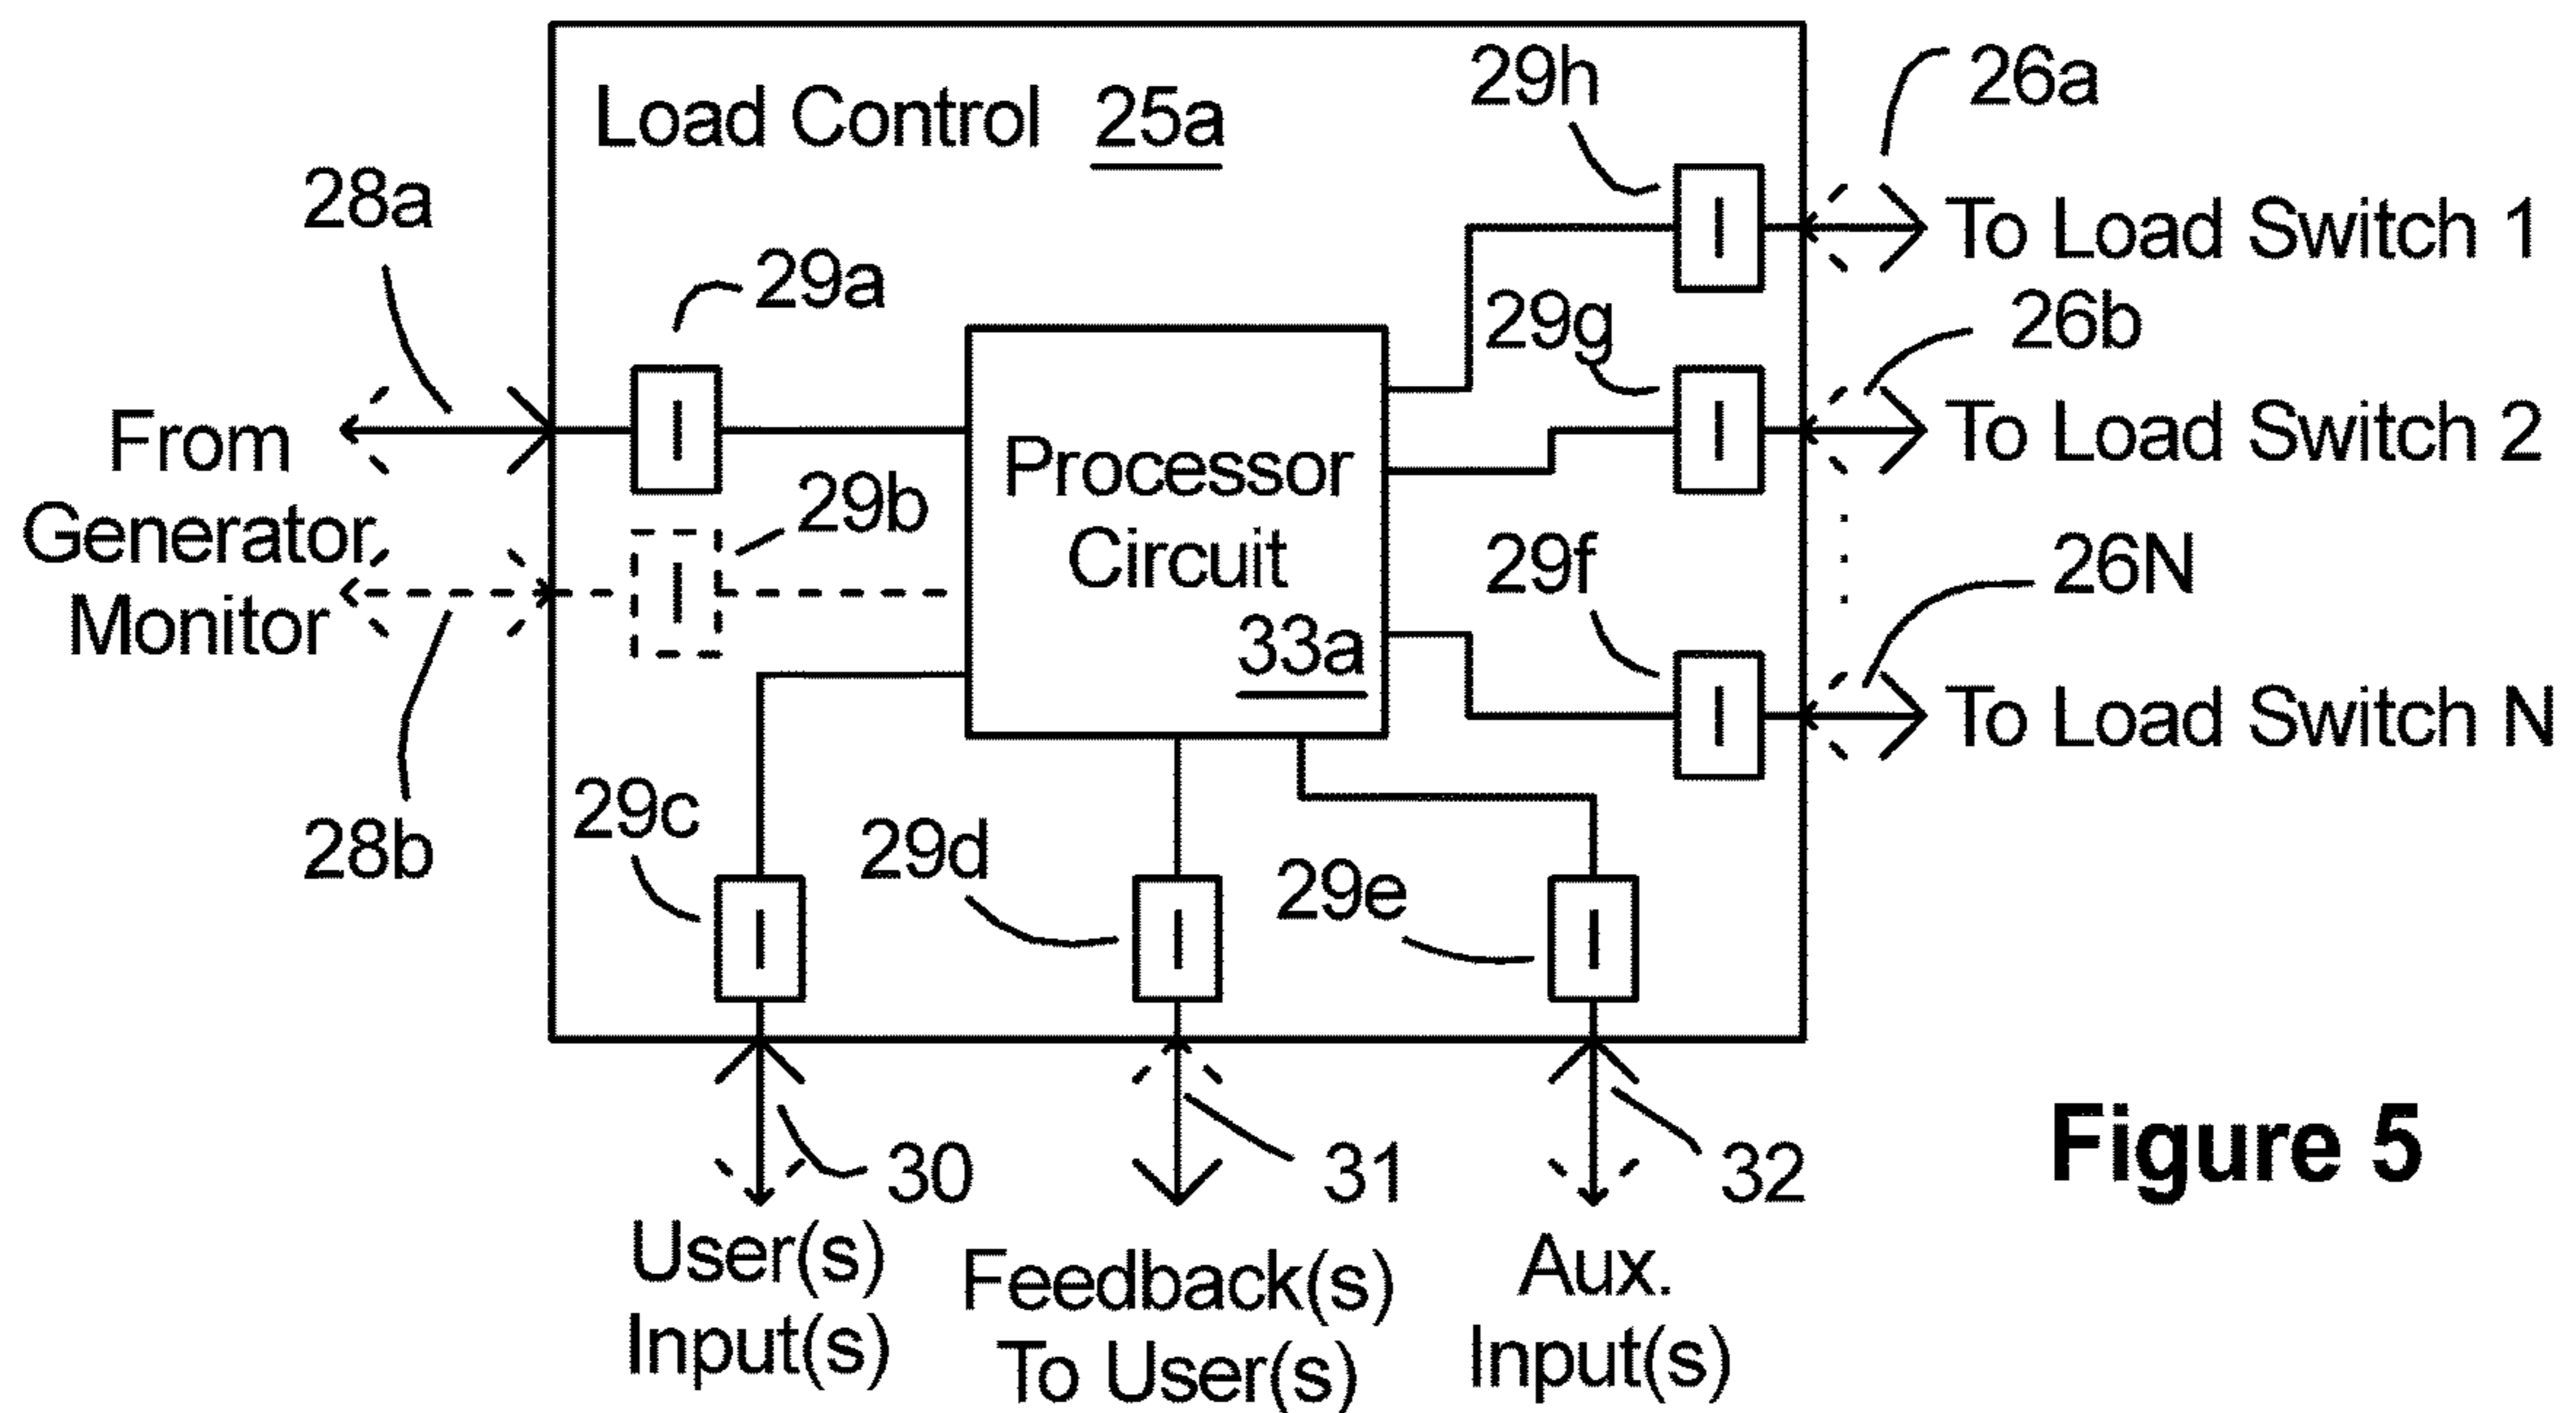 Load Control 25a
29h
26a
28a
To Load Switch 1
29a
29g
26b
From
Generator
Monitor
To Load Switch 2
Processor
Circuit
33a
29b
29f
26N
To Load Switch N
28b
29c
29d
29e
30
31
32
User(s)
Input(s)
Feedback(s)
To User(s)
Aux.
Input(s)
I
I
I
I
I
I
I
I
Figure 5